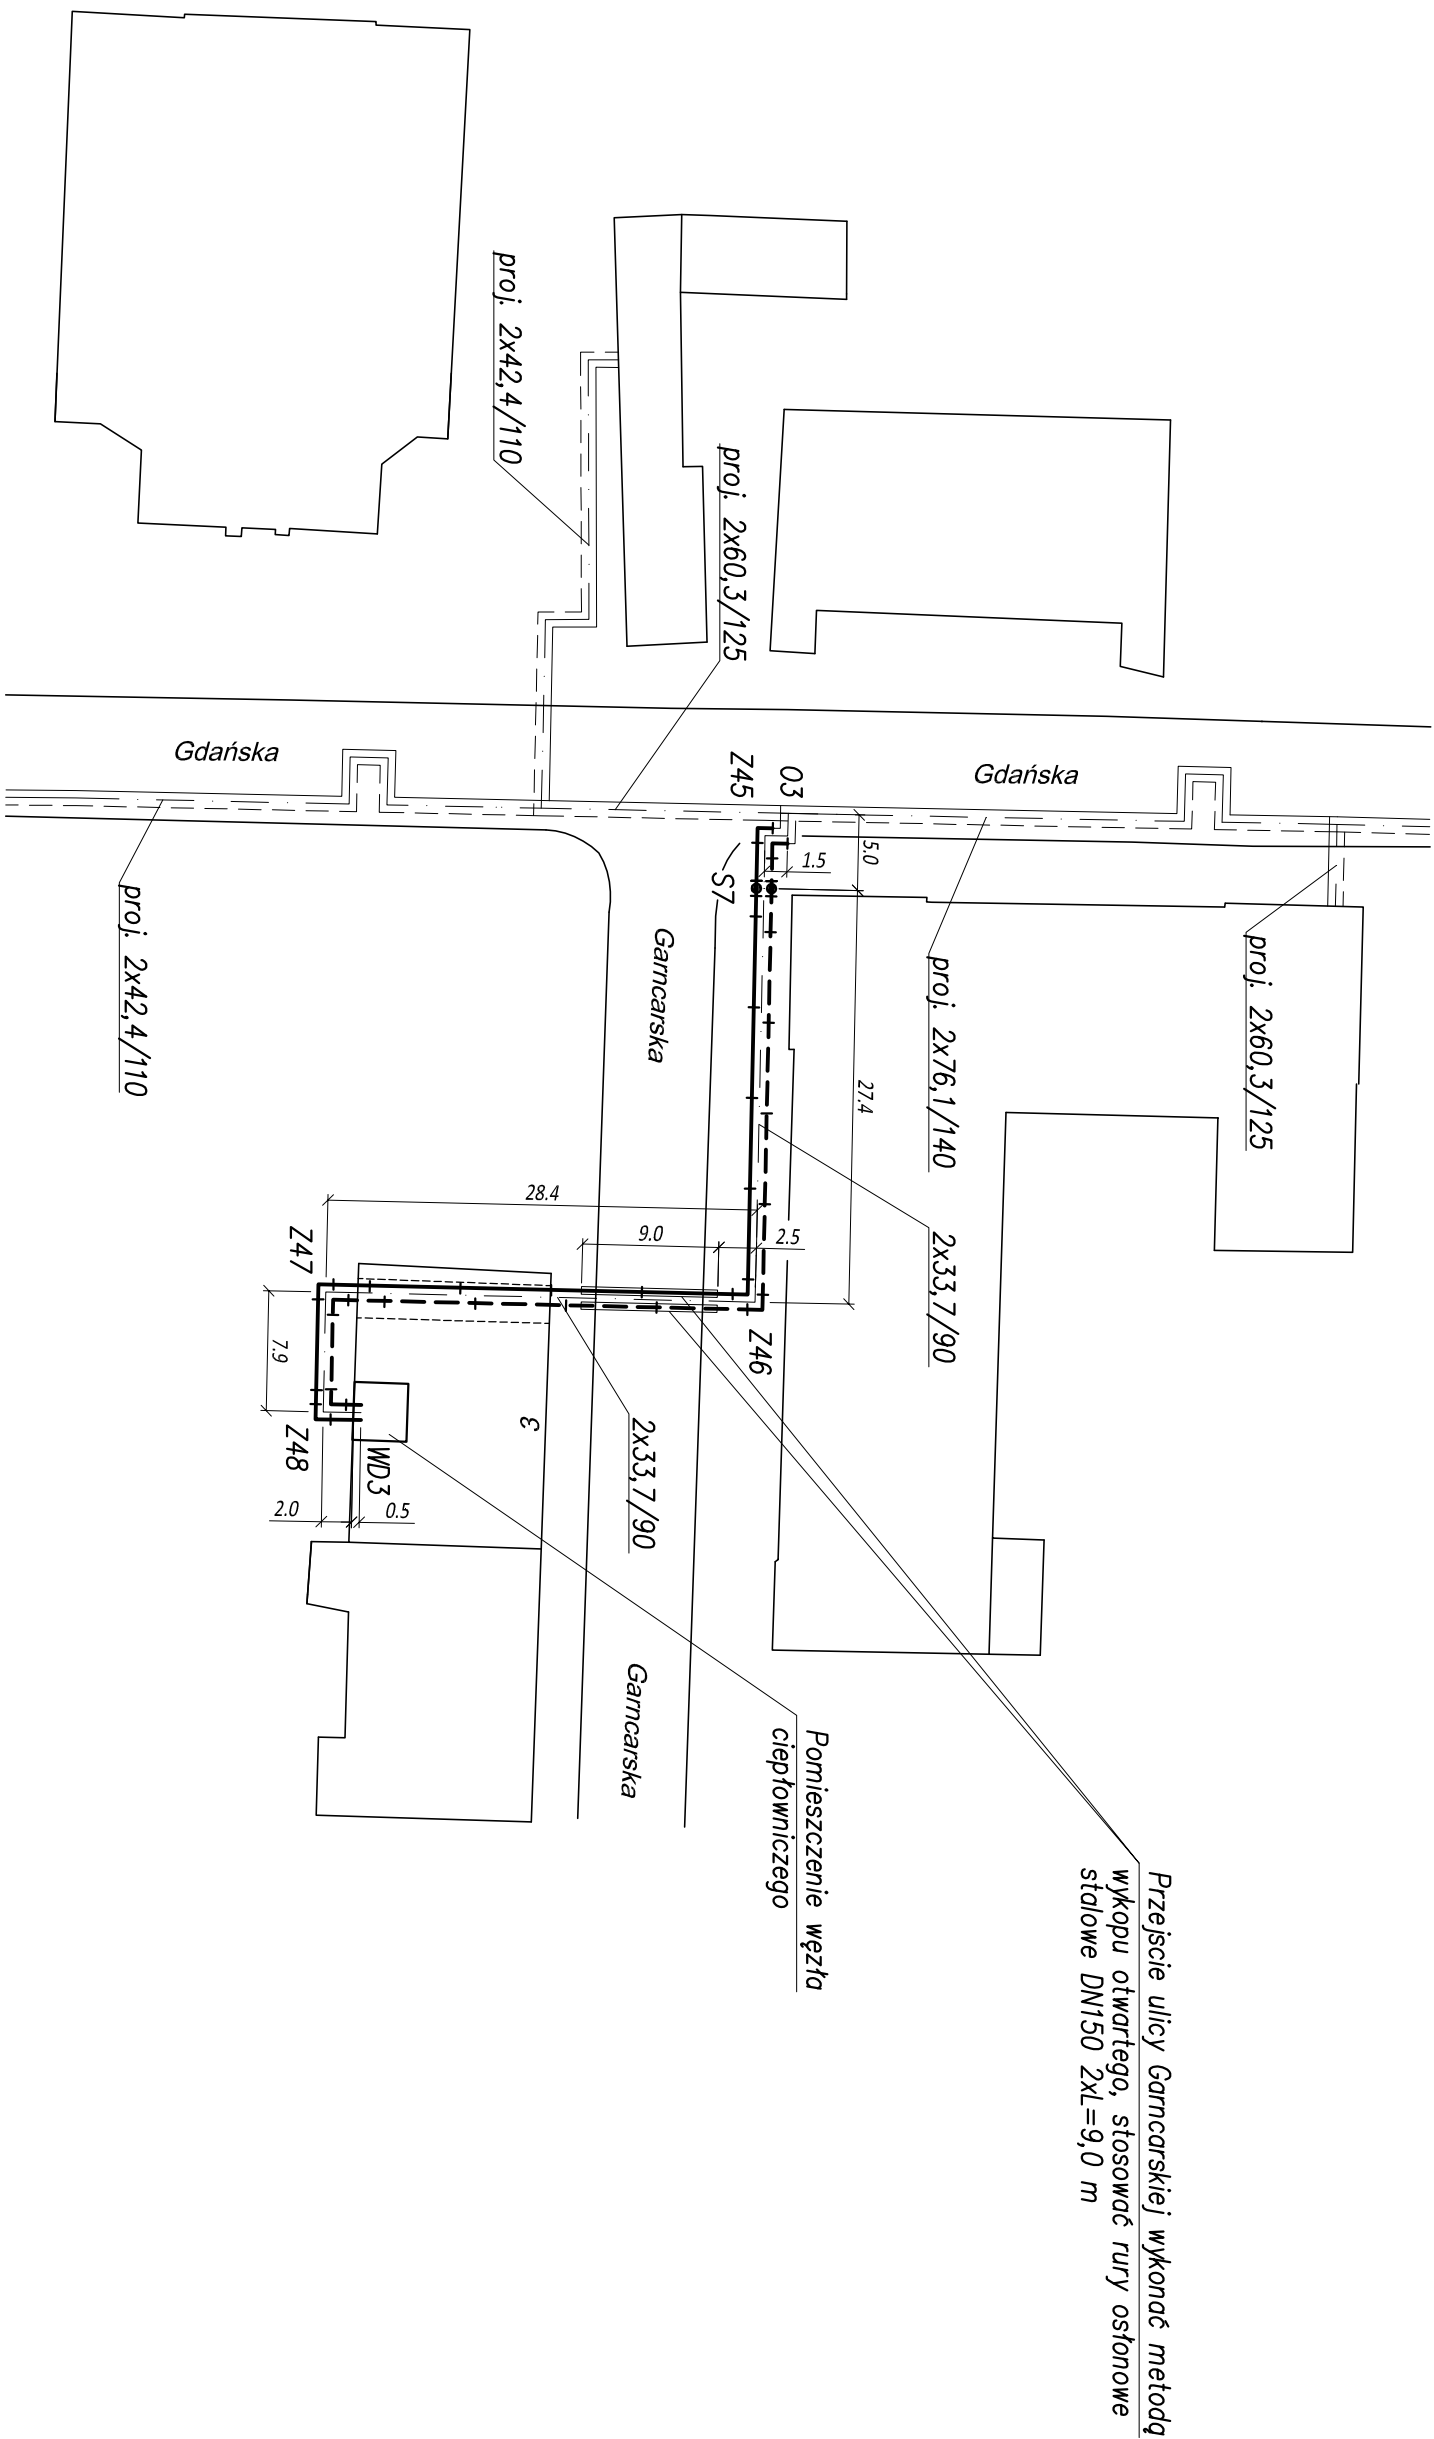 proj. 2x42,4/110
proj. 2x60,3/125
Gdańska
Gdańska
Z45
O3
5.0
1.5
S7
proj. 2x42,4/110
Garncarska
proj. 2x76,1/140
proj. 2x60,3/125
27.4
28.4
9.0
2.5
2x33,7/90
Z47
Z46
7.9
Z48
WD3
3
2x33,7/90
2.0
0.5
Garncarska
Pomieszczenie węzła
ciepłowniczego
Przejscie ulicy Garncarskiej wykonać metodą
wykopu otwartego, stosować rury osłonowe
stalowe DN150 2xL=9,0 m